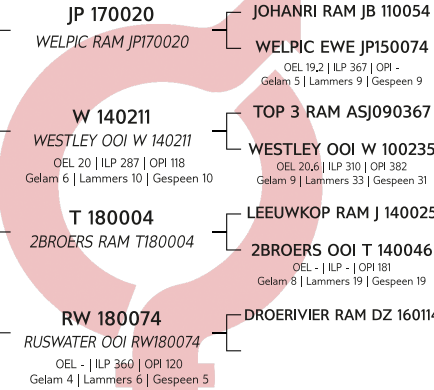 JP 170020
WELPIC RAM JP170020
JOHANRI RAM JB 110054
WELPIC EWE JP150074
OEL 19,2 | ILP 367 | OPI -
Gelam 5 | Lammers 9 | Gespeen 9
W 140211
WESTLEY OOI W 140211
OEL 20 | ILP 287 | OPI 118
Gelam 6 | Lammers 10 | Gespeen 10
TOP 3 RAM ASJ090367
WESTLEY OOI W 100235
OEL 20,6 | ILP 310 | OPI 382
Gelam 9 | Lammers 33 | Gespeen 31
T 180004
2BROERS RAM T180004
LEEUWKOP RAM J 140025
2BROERS OOI T 140046
OEL - | ILP - | OPI 181
Gelam 8 | Lammers 19 | Gespeen 19
RW 180074
RUSWATER OOI RW180074
OEL - | ILP 360 | OPI 120
Gelam 4 | Lammers 6 | Gespeen 5
DROERIVIER RAM DZ 160114